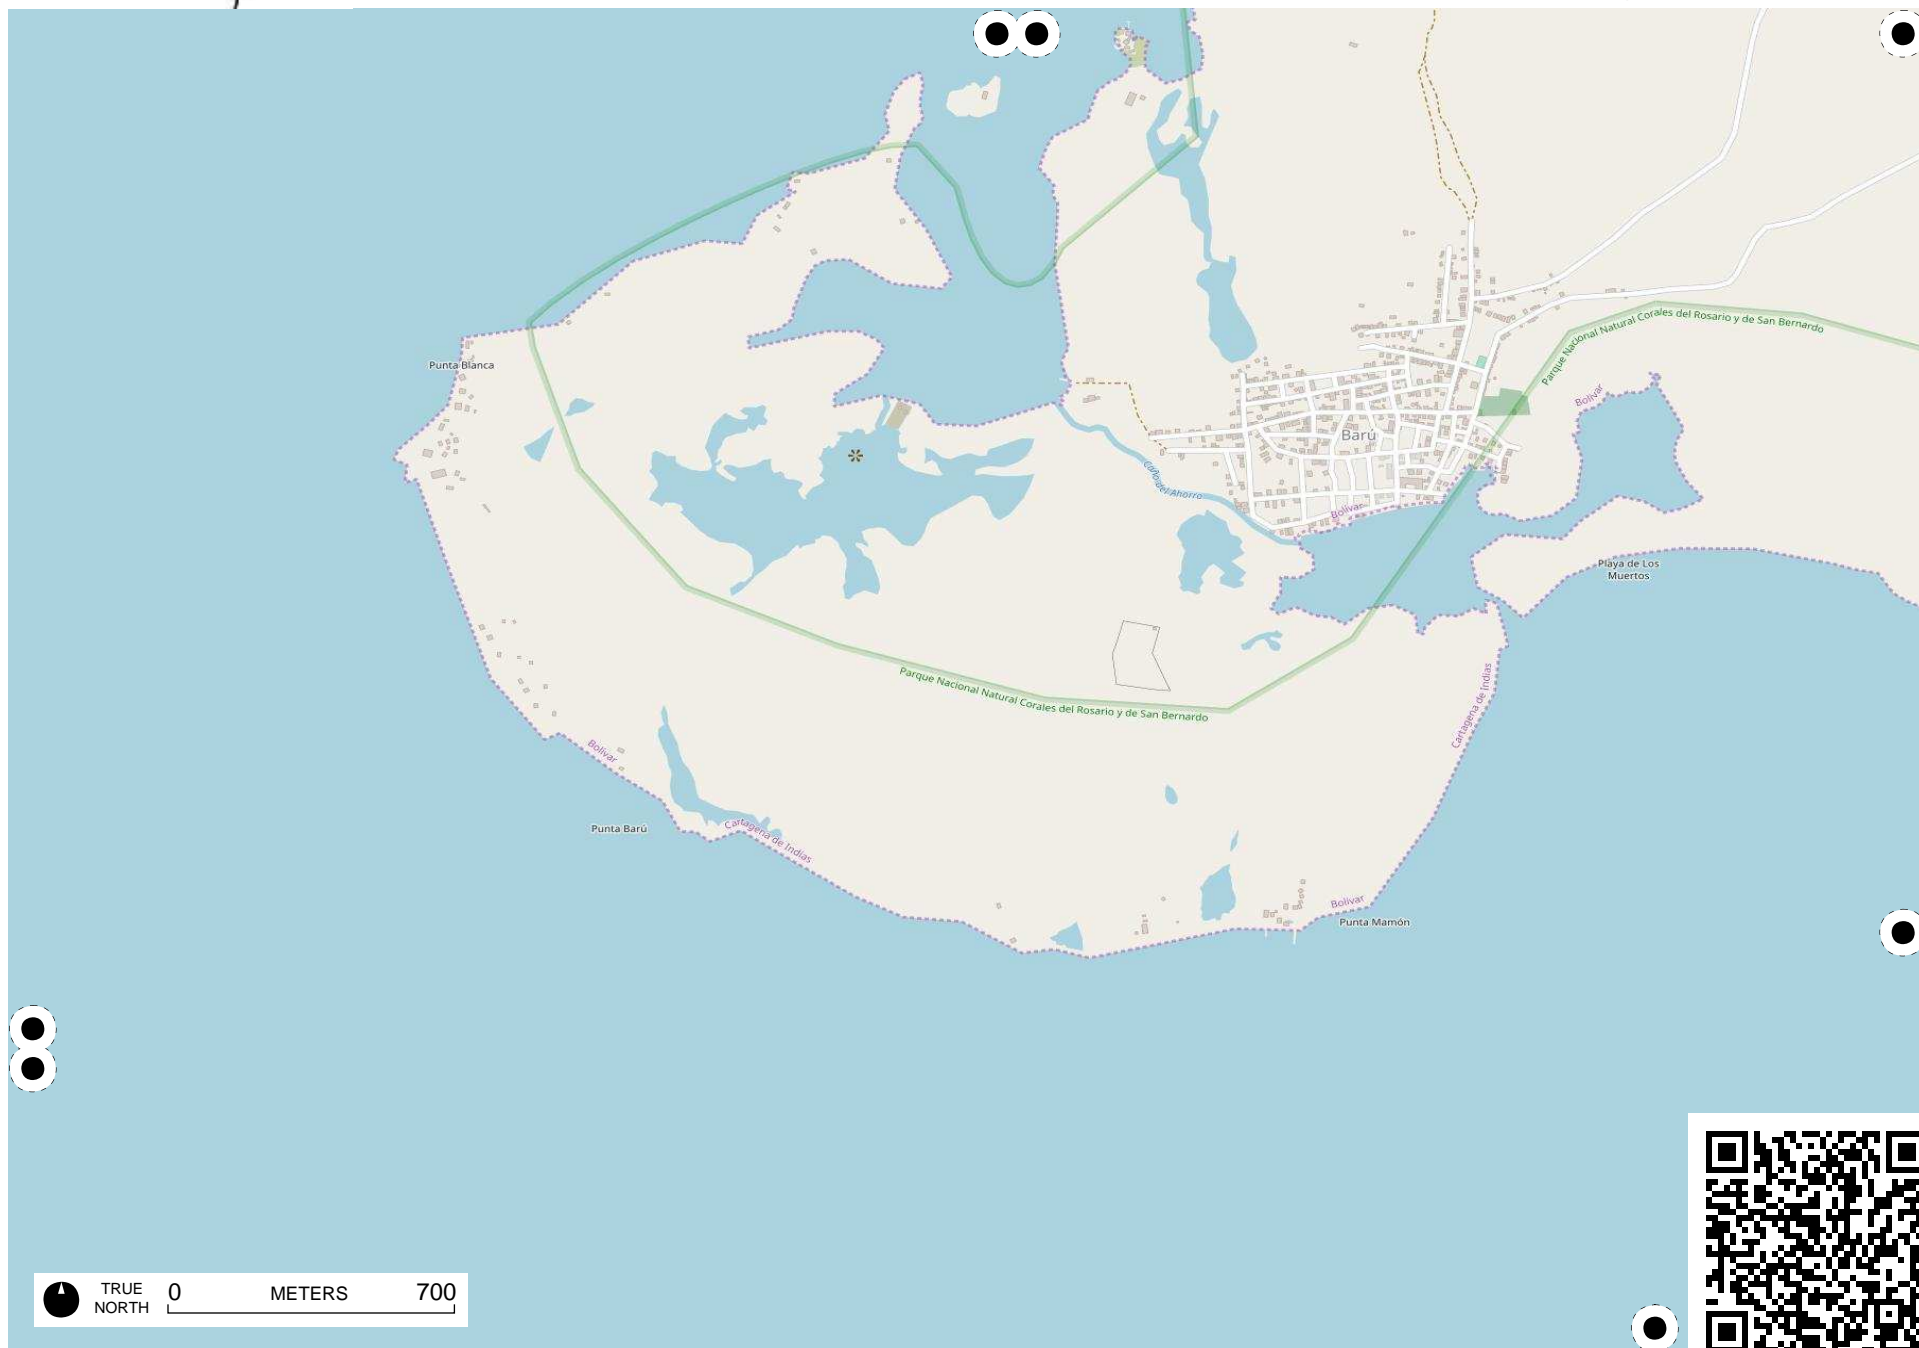 Parque Nacional Natural Corales del Rosario y de San Bernardo
Punta Blanca
Bolívar
Barú
Caño del Ahorro
Bolívar
Playa de Los
Muertos
Parque Nacional Natural Corales del Rosario y de San Bernardo
Cartagena de Indias
Bolívar
Punta Barú
Cartagena de Indias
Bolívar
Punta Mamón
TRUE
NORTH
0 METERS 700